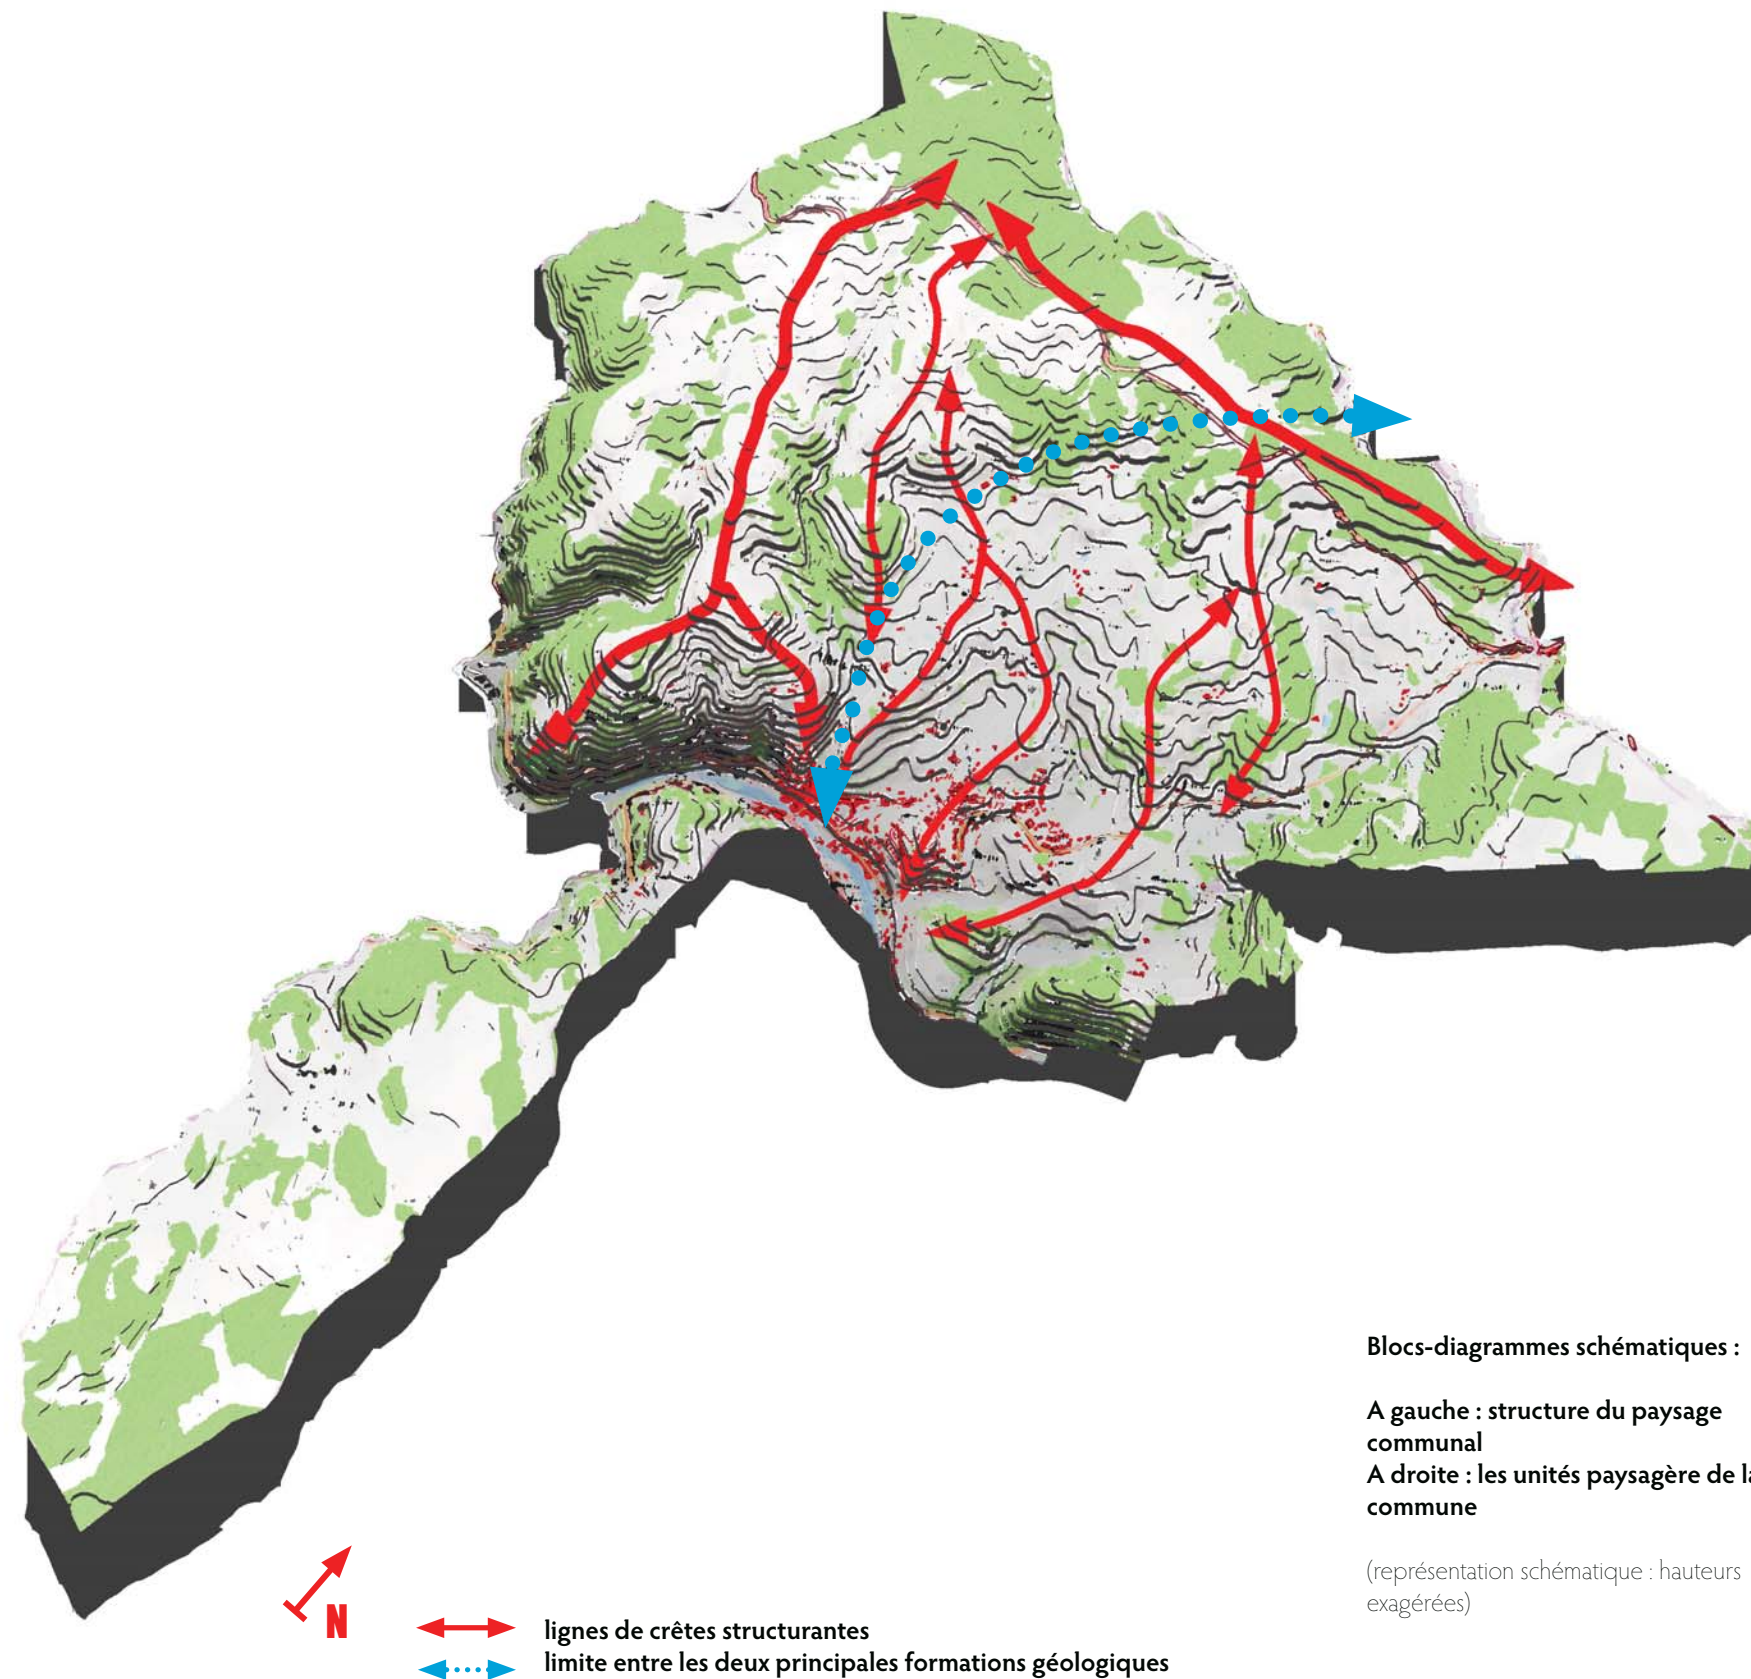 Blocs-diagrammes schématiques :
A gauche : structure du paysage
communal
A droite : les unités paysagère de la
commune
(représentation schématique : hauteurs
exagérées)
N
lignes de crêtes structurantes
limite entre les deux principales formations géologiques